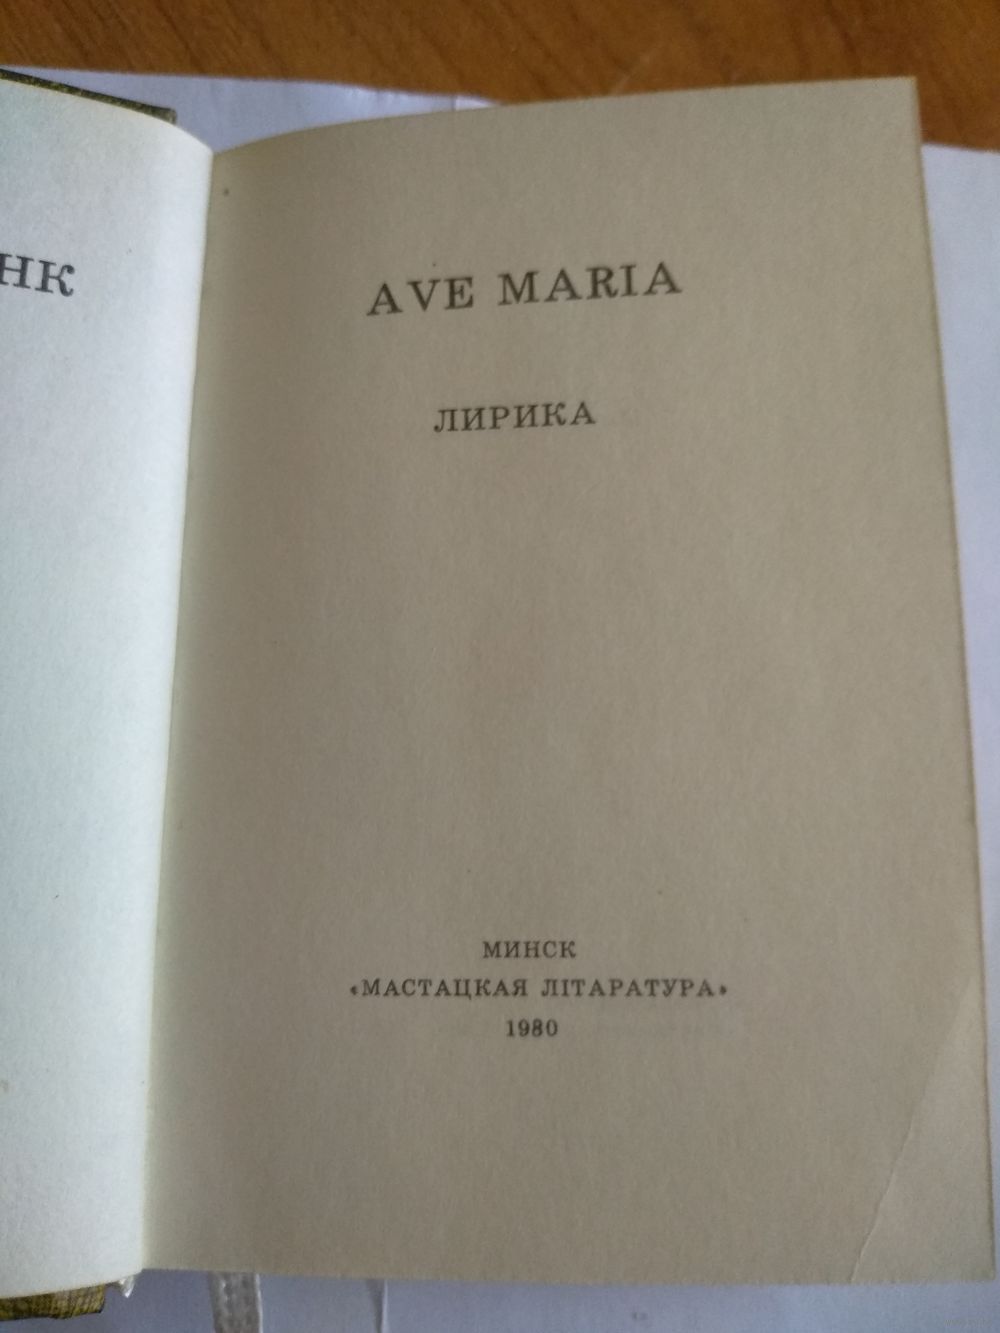 НК
AVE MARIA
ЛИРИКА
МИНСК
«МАСТАЦКАЯ ЛІТАРАТУРА»
1980